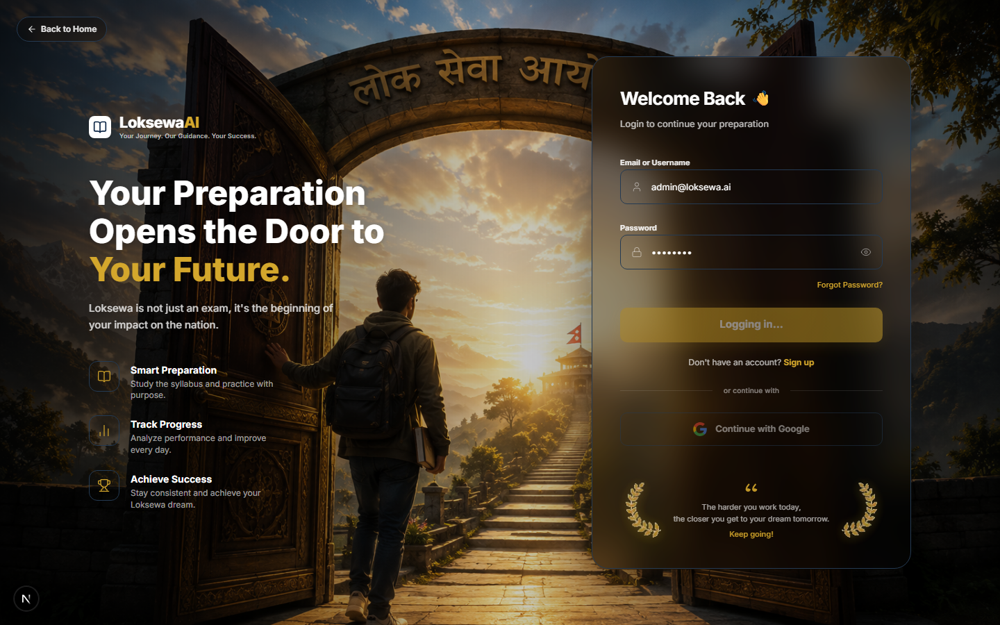 Back to Home
लोक सेवा आय
LoksewaAI
Your Journey. Our Guidance. Your Success.
Your Preparation
Opens the Door to
Your Future.
Loksewa is not just an exam, it's the beginning of
your impact on the nation.
Smart Preparation
Study the syllabus and practice with
purpose.
Track Progress
Analyze performance and improve
every day.
Achieve Success
Stay consistent and achieve your
Loksewa dream.
Welcome Back 👋
Login to continue your preparation
Email or Username
admin@loksewa.ai
Password
••••••••
Forgot Password?
Logging in...
Don't have an account? Sign up
or continue with
Continue with Google
“
The harder you work today,
the closer you get to your dream tomorrow.
Keep going!
N